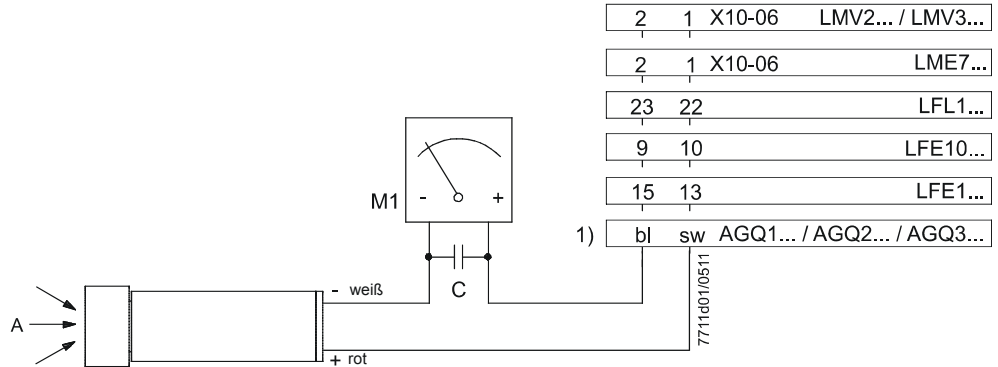 2 1 X10-06 LMV2... / LMV3...
2 1 X10-06 LME7...
23 22 LFL1...
9 10 LFE10...
15 13 LFE1...
1) bl sw AGQ1... / AGQ2... / AGQ3...
M1 - +
C
7711d01/0511
- weiß
A
+ rot